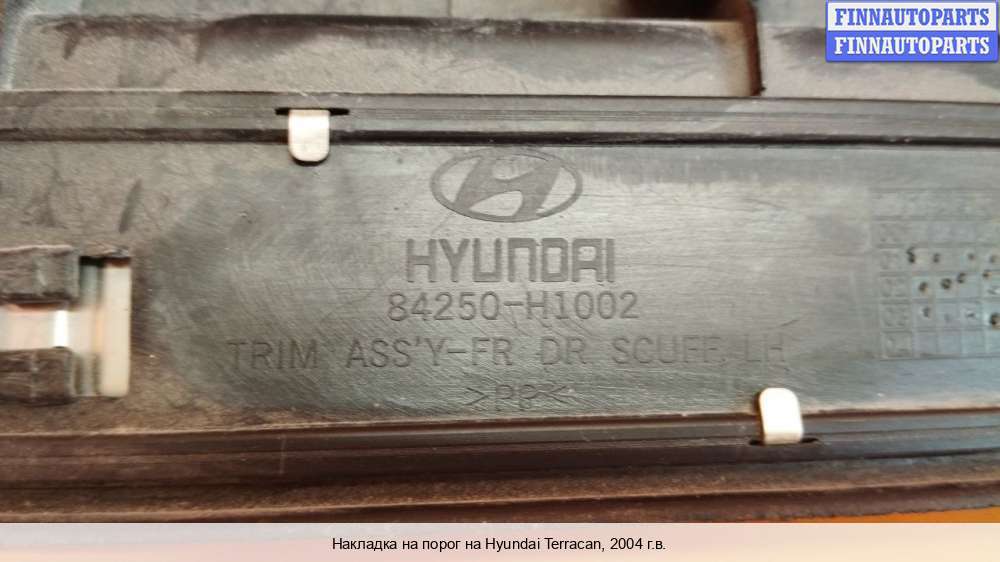 FINNAUTOPARTS
FINNAUTOPARTS
HYUNDAI
84250-H1002
TRIM ASS'Y-FR DR SCUFF LH
>PP<
Накладка на порог на Hyundai Terracan, 2004 г.в.